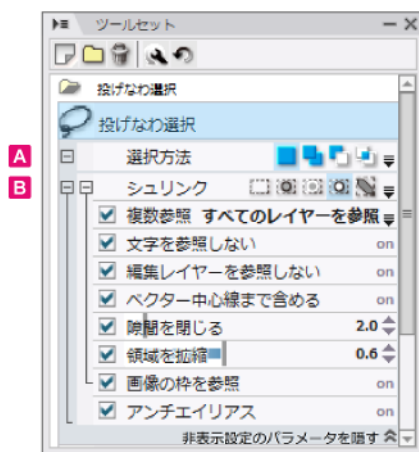 ツールセット
投げなわ選択
投げなわ選択
A 選択方法
B シュリンク
複数参照 すべてのレイヤーを参照
文字を参照しない on
編集レイヤーを参照しない on
ベクター中心線まで含める on
隙間を閉じる 2.0
領域を拡縮 0.6
画像の枠を参照 on
アンチエイリアス on
非表示設定のパラメータを隠す